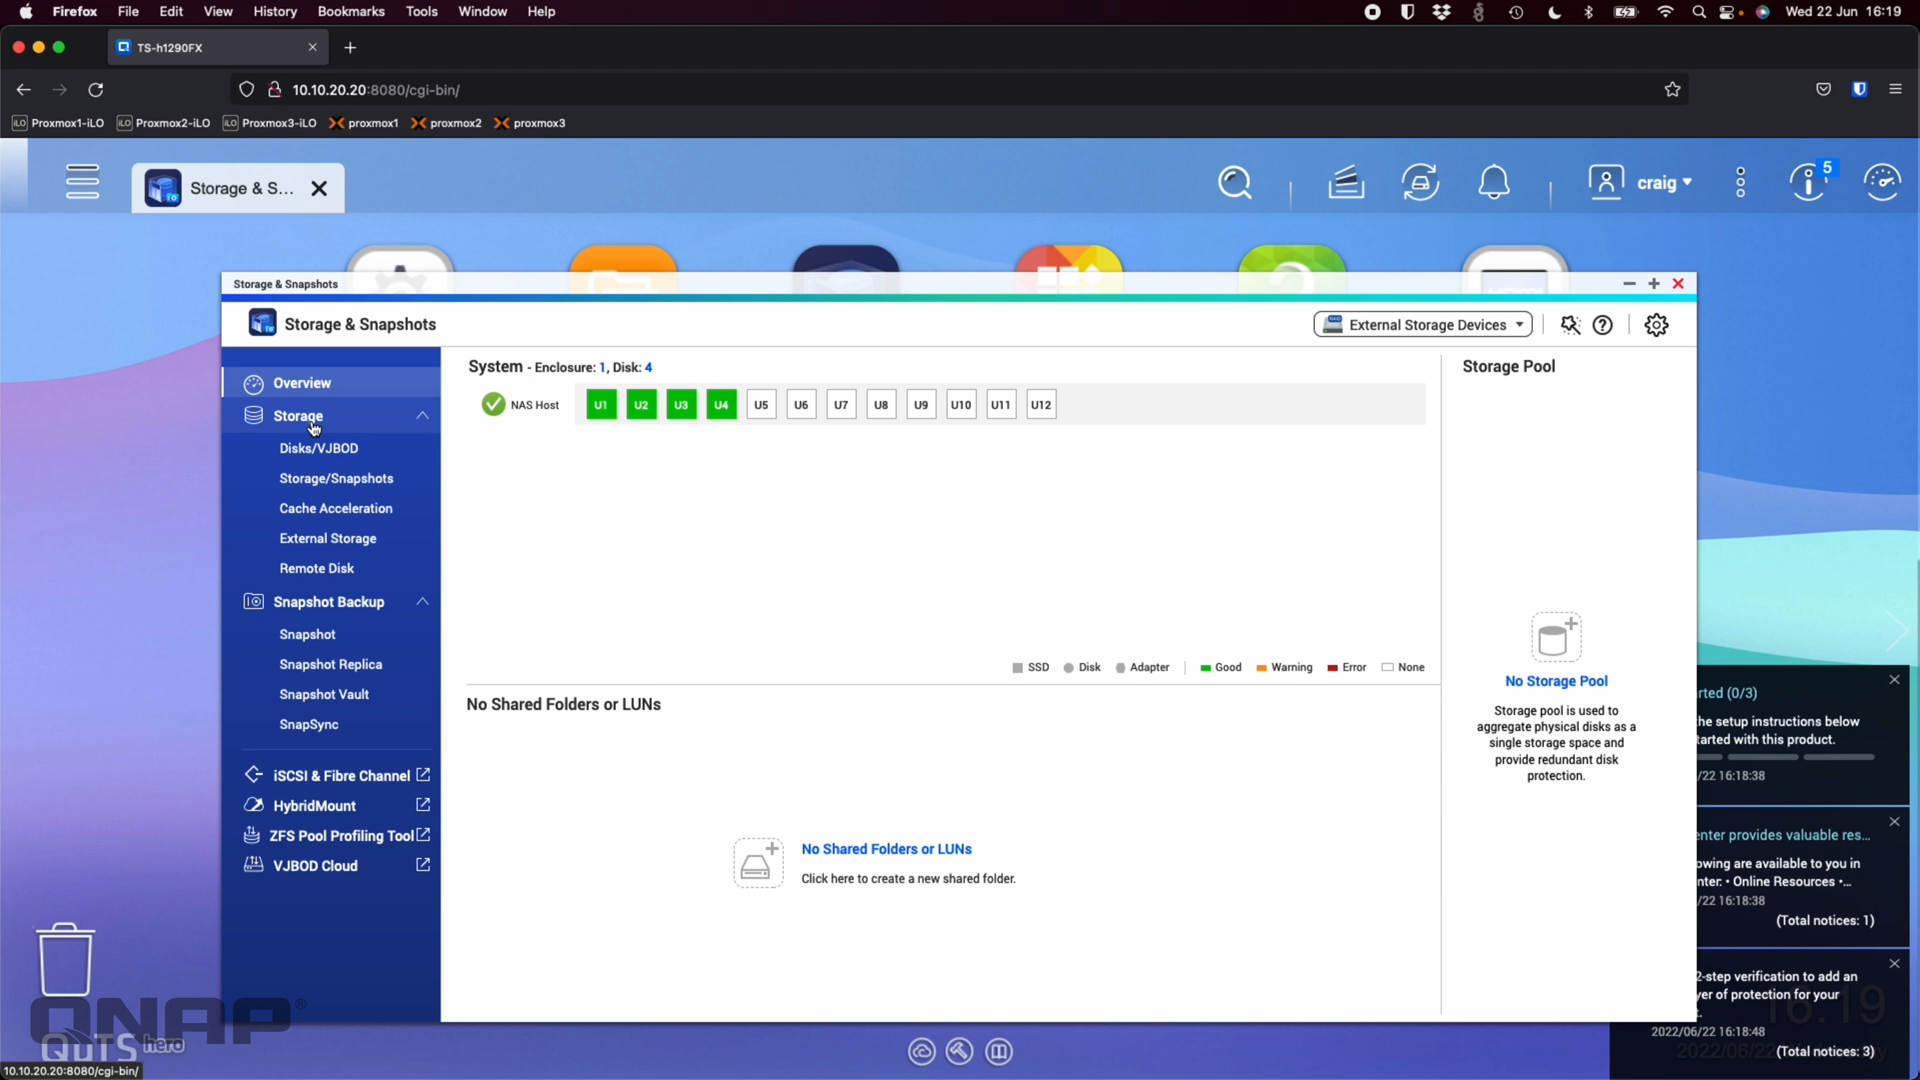 Firefox File Edit View History Bookmarks Tools Window Help
Wed 22 Jun 16:19
TS-h1290FX
10.10.20.20:8080/cgi-bin/
iLO Proxmox1-iLO iLO Proxmox2-iLO iLO Proxmox3-iLO proxmox1 proxmox2 proxmox3
Storage & S...
craig
5
Storage & Snapshots
Storage & Snapshots
External Storage Devices
Overview
Storage
Disks/VJBOD
Storage/Snapshots
Cache Acceleration
External Storage
Remote Disk
Snapshot Backup
Snapshot
Snapshot Replica
Snapshot Vault
SnapSync
iSCSI & Fibre Channel
HybridMount
ZFS Pool Profiling Tool
VJBOD Cloud
System - Enclosure: 1, Disk: 4
NAS Host
U1 U2 U3 U4 U5 U6 U7 U8 U9 U10 U11 U12
SSD Disk Adapter Good Warning Error None
No Shared Folders or LUNs
No Shared Folders or LUNs
Click here to create a new shared folder.
Storage Pool
No Storage Pool
Storage pool is used to
aggregate physical disks as a
single storage space and
provide redundant disk
protection.
rted (0/3)
the setup instructions below
tarted with this product.
/22 16:18:38
enter provides valuable res...
owing are available to you in
nter: • Online Resources •...
/22 16:18:38
(Total notices: 1)
2-step verification to add an
yer of protection for your
16:19
2022/06/22 16:18:48
2022/06/22
(Total notices: 3)
QNAP®
QuTS hero
10.10.20.20:8080/cgi-bin/